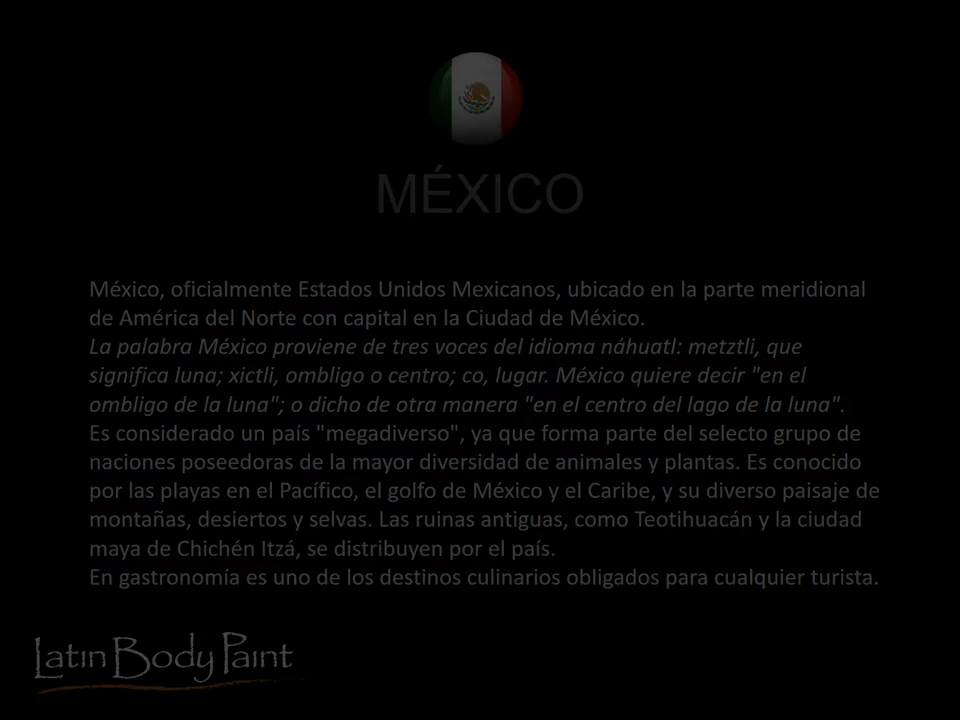 MÉXICO
México, oficialmente Estados Unidos Mexicanos, ubicado en la parte meridional
de América del Norte con capital en la Ciudad de México.
La palabra México proviene de tres voces del idioma náhuatl: metztli, que
significa luna; xictli, ombligo o centro; co, lugar. México quiere decir "en el
ombligo de la luna"; o dicho de otra manera "en el centro del lago de la luna".
Es considerado un país "megadiverso", ya que forma parte del selecto grupo de
naciones poseedoras de la mayor diversidad de animales y plantas. Es conocido
por las playas en el Pacífico, el golfo de México y el Caribe, y su diverso paisaje de
montañas, desiertos y selvas. Las ruinas antiguas, como Teotihuacán y la ciudad
maya de Chichén Itzá, se distribuyen por el país.
En gastronomía es uno de los destinos culinarios obligados para cualquier turista.
Latin Body Paint